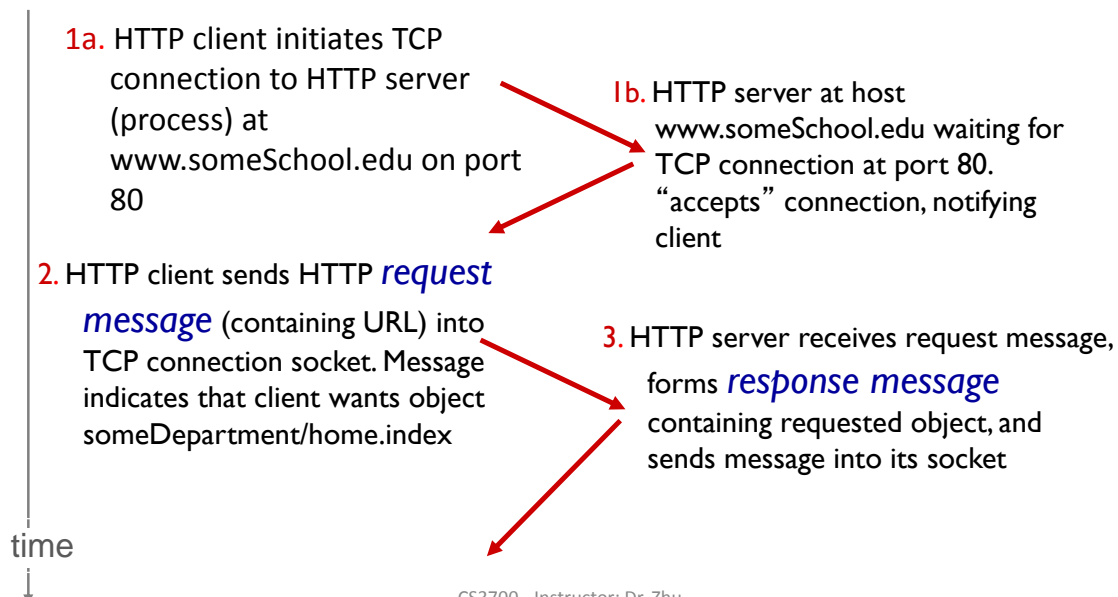 1a. HTTP client initiates TCP
connection to HTTP server
(process) at
www.someSchool.edu on port
80
1b. HTTP server at host
www.someSchool.edu waiting for
TCP connection at port 80.
“accepts” connection, notifying
client
2. HTTP client sends HTTP request
message (containing URL) into
TCP connection socket. Message
indicates that client wants object
someDepartment/home.index
3. HTTP server receives request message,
forms response message
containing requested object, and
sends message into its socket
time
CS3700 - Instructor: Dr. Zhu